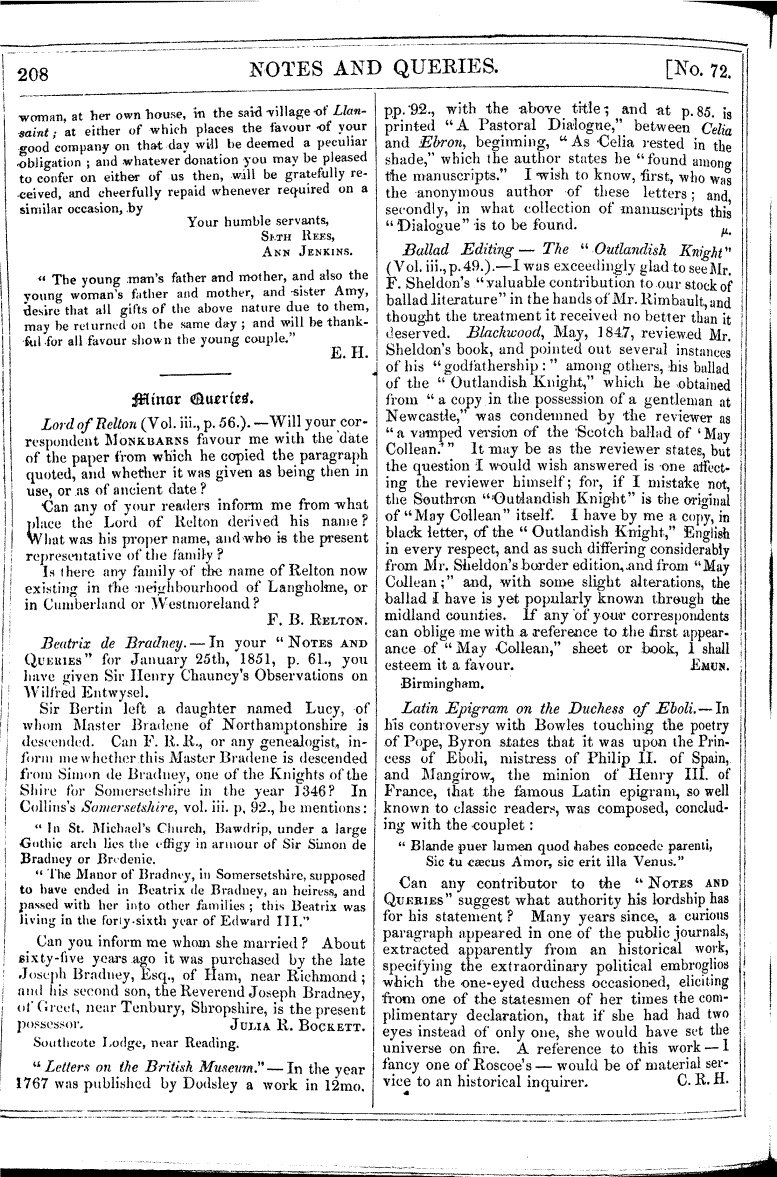 208 NOTES AND QUERIES. [No. 72.
woman, at her own house, in the said village of Llan-
saint; at either of which places the favour of your
good company on that day will be deemed a peculiar
obligation; and whatever donation you may be pleased
to confer on either of us then, will be gratefully re-
ceived, and cheerfully repaid whenever required on a
similar occasion, by
Your humble servants,
SETH REES,
ANN JENKINS.
" The young man's father and mother, and also the
young woman's father and mother, and sister Amy,
desire that all gifts of the above nature due to them,
may be returned on the same day; and will be thank-
ful for all favour shown the young couple."
E. H.
Minor Queries.
Lord of Relton (Vol. iii., p. 56.). —Will your cor-
respondent MONKBARNS favour me with the date
of the paper from which he copied the paragraph
quoted, and whether it was given as being then in
use, or as of ancient date?
Can any of your readers inform me from what
place the Lord of Relton derived his name?
What was his proper name, and who is the present
representative of the family?
Is there any family of the name of Relton now
existing in the neighbourhood of Langholme, or
in Cumberland or Westmoreland?
F. B. RELTON.
Beatrix de Bradney. — In your "NOTES AND
QUERIES" for January 25th, 1851, p. 61., you
have given Sir Henry Chauncy's Observations on
Wilfred Entwysel.
Sir Bertin left a daughter named Lucy, of
whom Master Bradene of Northamptonshire is
descended. Can F. R. R., or any genealogist, in-
form me whether this Master Bradene is descended
from Simon de Bradney, one of the Knights of the
Shire for Somersetshire in the year 1346? In
Collins's Somersetshire, vol. iii. p. 92., he mentions:
" In St. Michael's Church, Bawdrip, under a large
Gothic arch lies the effigy in armour of Sir Simon de
Bradney or Bredenie.
" The Manor of Bradney, in Somersetshire, supposed
to have ended in Beatrix de Bradney, an heiress, and
passed with her into other families; this Beatrix was
living in the forty-sixth year of Edward III."
Can you inform me whom she married? About
sixty-five years ago it was purchased by the late
Joseph Bradney, Esq., of Ham, near Richmond;
and his second son, the Reverend Joseph Bradney,
of Greet, near Tenbury, Shropshire, is the present
possessor. JULIA R. BOCKETT.
Southcote Lodge, near Reading.
" Letters on the British Museum."— In the year
1767 was published by Dodsley a work in 12mo.
pp. 92., with the above title; and at p. 85. is
printed "A Pastoral Dialogue," between Celia
and Ebron, beginning, "As Celia rested in the
shade," which the author states he "found among
the manuscripts." I wish to know, first, who was
the anonymous author of these letters; and,
secondly, in what collection of manuscripts this
"Dialogue" is to be found. μ.
Ballad Editing — The "Outlandish Knight"
(Vol. iii., p. 49.).—I was exceedingly glad to see Mr.
F. Sheldon's "valuable contribution to our stock of
ballad literature" in the hands of Mr. Rimbault, and
thought the treatment it received no better than it
deserved. Blackwood, May, 1847, reviewed Mr.
Sheldon's book, and pointed out several instances
of his "godfathership:" among others, his ballad
of the "Outlandish Knight," which he obtained
from "a copy in the possession of a gentleman at
Newcastle," was condemned by the reviewer as
"a vamped version of the Scotch ballad of 'May
Collean.'" It may be as the reviewer states, but
the question I would wish answered is one affect-
ing the reviewer himself; for, if I mistake not,
the Southron "Outlandish Knight" is the original
of "May Collean" itself. I have by me a copy, in
black letter, of the "Outlandish Knight," English
in every respect, and as such differing considerably
from Mr. Sheldon's border edition, and from "May
Collean;" and, with some slight alterations, the
ballad I have is yet popularly known through the
midland counties. If any of your correspondents
can oblige me with a reference to the first appear-
ance of "May Collean," sheet or book, I shall
esteem it a favour. EMUN.
Birmingham.
Latin Epigram on the Duchess of Eboli. — In
his controversy with Bowles touching the poetry
of Pope, Byron states that it was upon the Prin-
cess of Eboli, mistress of Philip II. of Spain,
and Mangirow, the minion of Henry III. of
France, that the famous Latin epigram, so well
known to classic readers, was composed, conclud-
ing with the couplet:
" Blande puer lumen quod habes concede parenti,
Sic tu cæcus Amor, sic erit illa Venus."
Can any contributor to the "NOTES AND
QUERIES" suggest what authority his lordship has
for his statement? Many years since, a curious
paragraph appeared in one of the public journals,
extracted apparently from an historical work,
specifying the extraordinary political embroglios
which the one-eyed duchess occasioned, eliciting
from one of the statesmen of her times the com-
plimentary declaration, that if she had had two
eyes instead of only one, she would have set the
universe on fire. A reference to this work — I
fancy one of Roscoe's — would be of material ser-
vice to an historical inquirer. C. R. H.